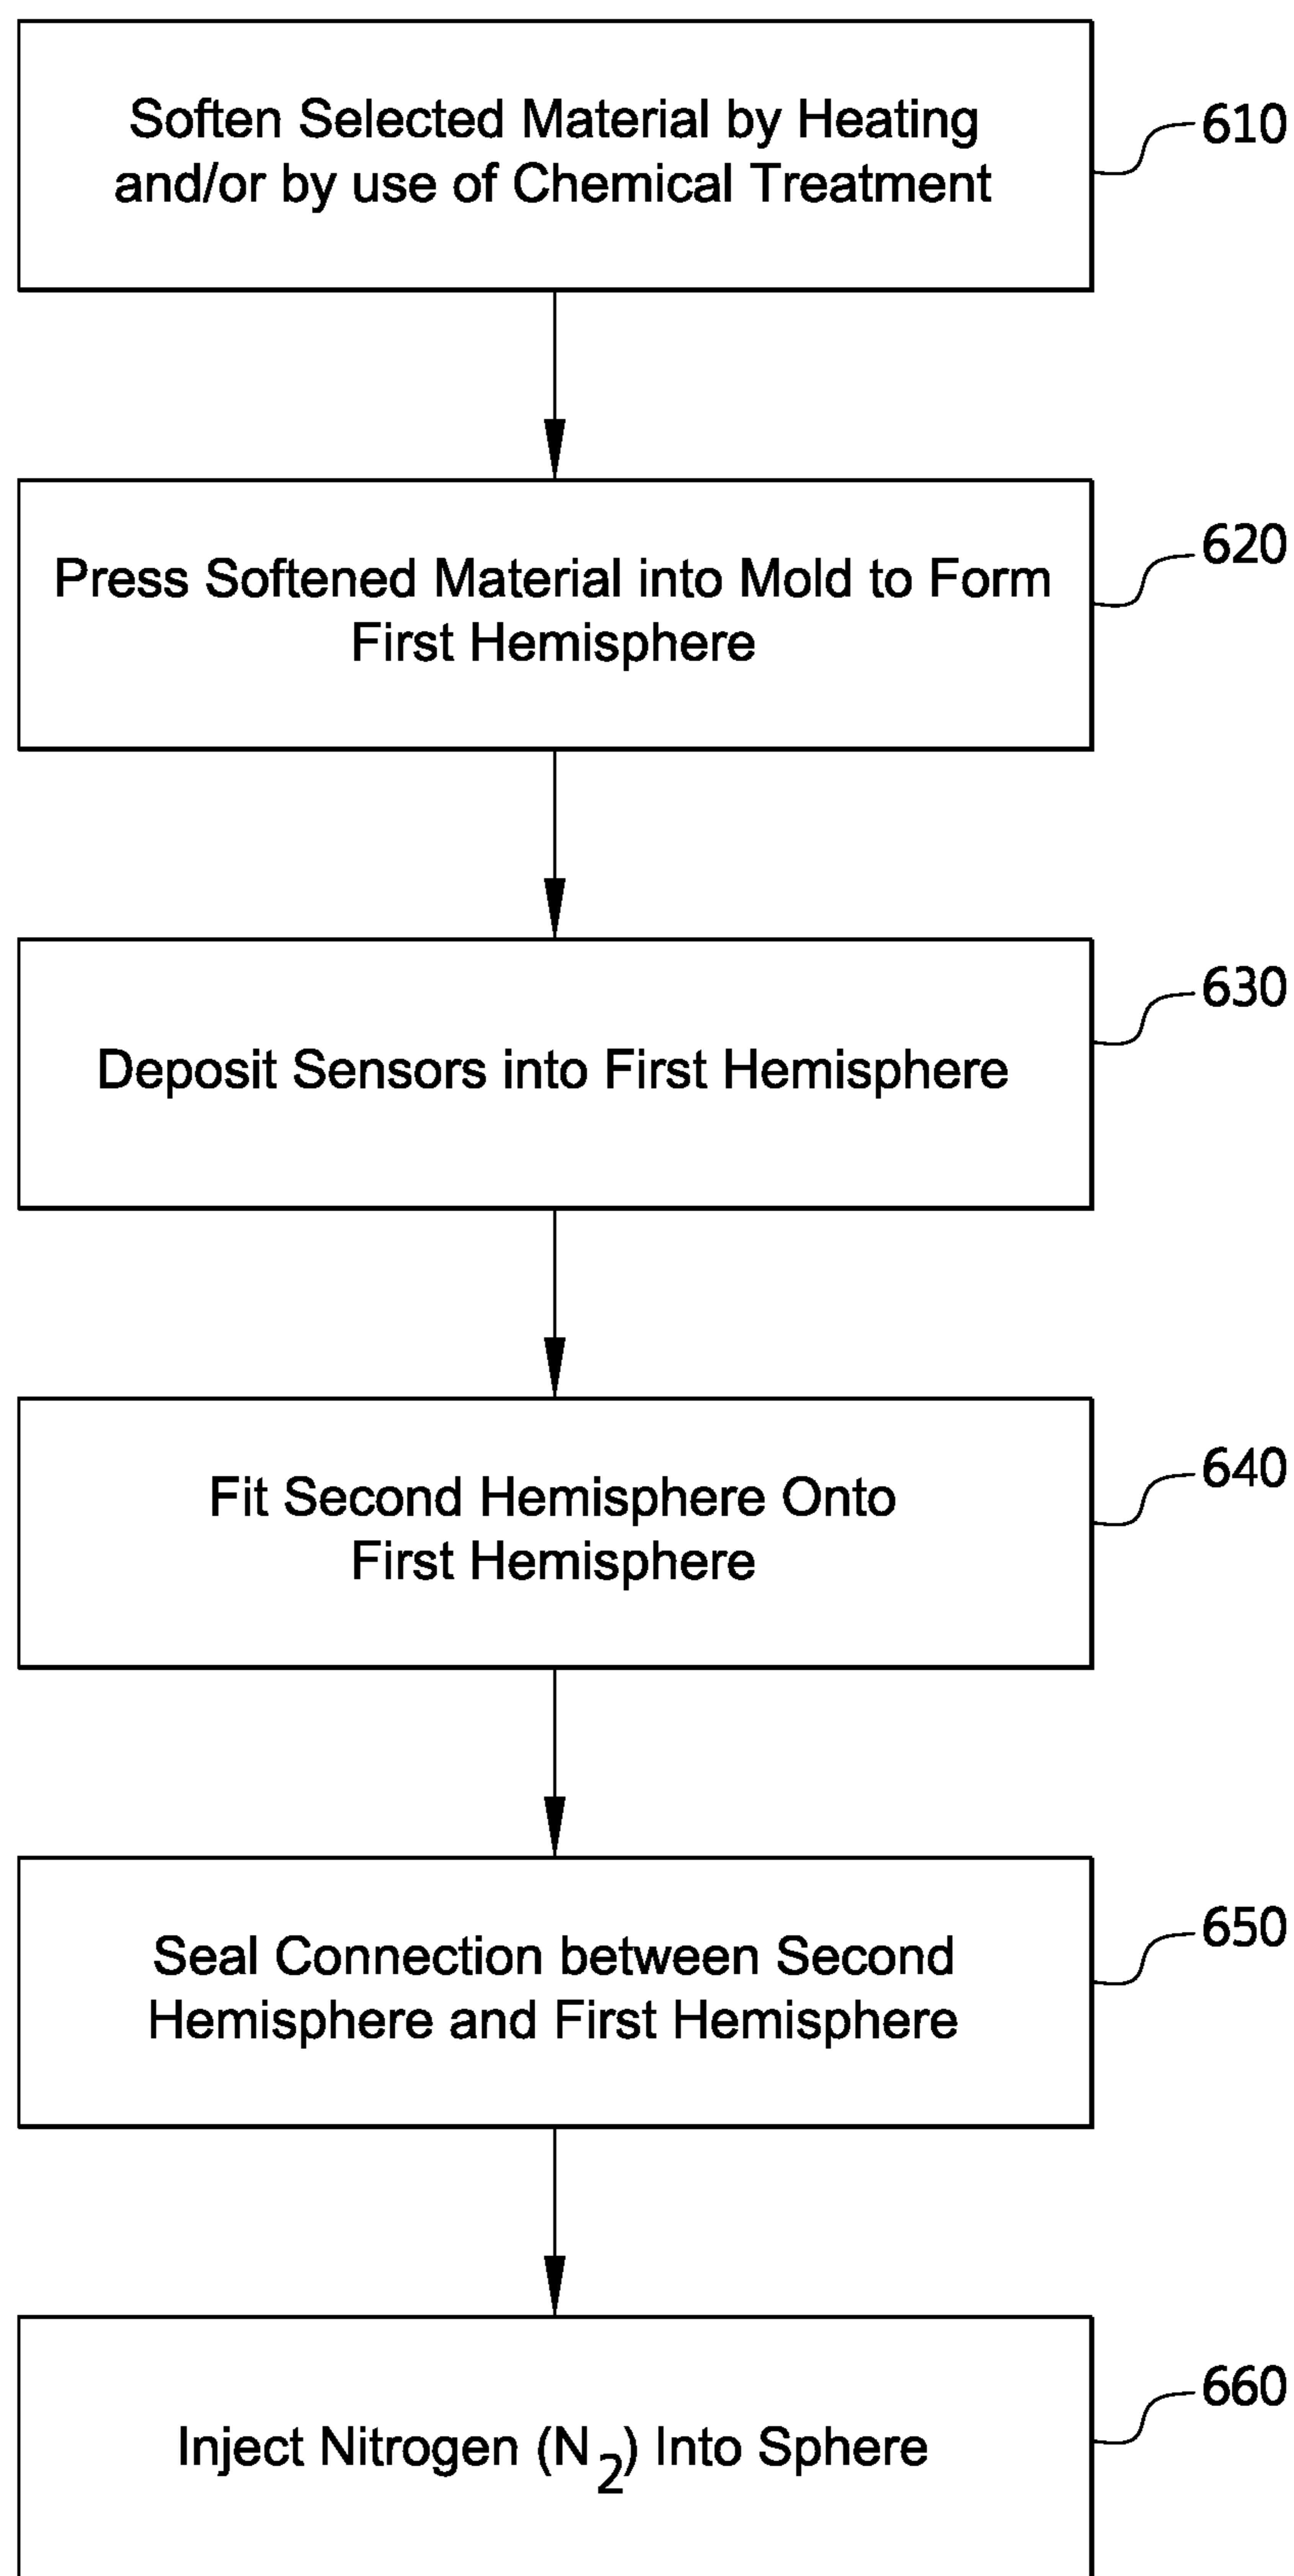 Soften Selected Material by Heating
and/or by use of Chemical Treatment
610
Press Softened Material into Mold to Form
First Hemisphere
620
Deposit Sensors into First Hemisphere
630
Fit Second Hemisphere Onto
First Hemisphere
640
Seal Connection between Second
Hemisphere and First Hemisphere
650
Inject Nitrogen (N2) Into Sphere
660